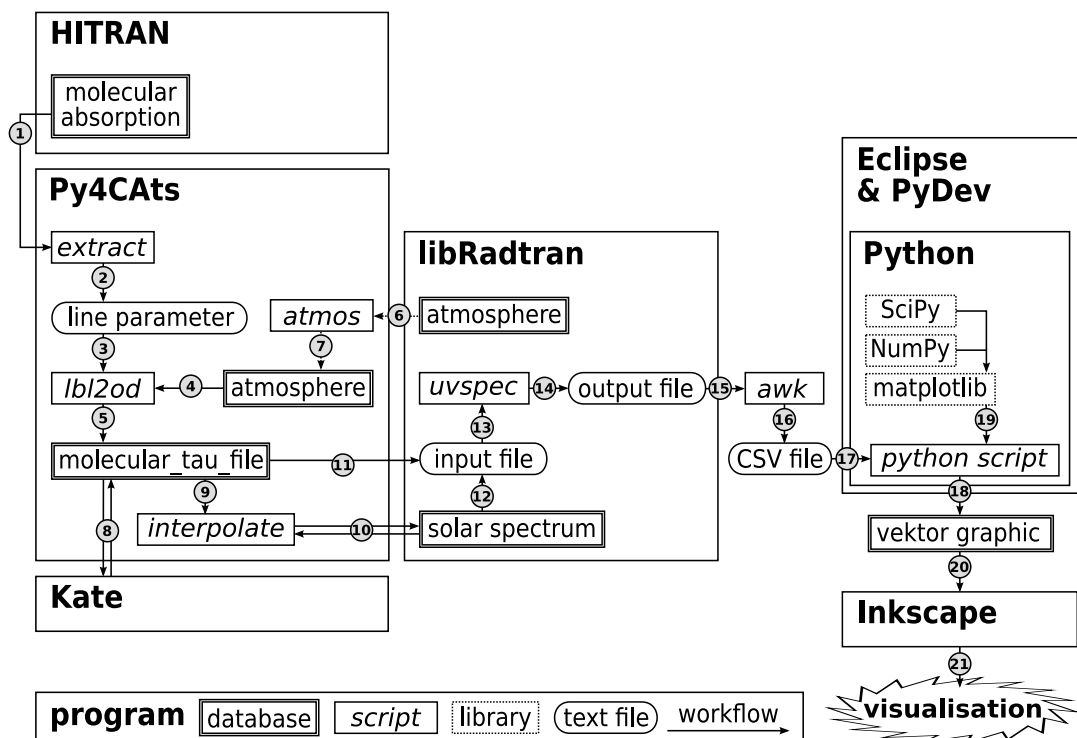 HITRAN
molecular
absorption
1
Py4CAts
extract
2
line parameter
3
lbl2od
4
5
molecular_tau_file
atmos
6
7
atmosphere
8
9
interpolate
10
11
Kate
libRadtran
atmosphere
uvspec
14
output file
15
13
input file
12
solar spectrum
awk
16
CSV file
17
Eclipse
& PyDev
Python
SciPy
NumPy
matplotlib
19
python script
18
vektor graphic
20
Inkscape
21
visualisation
program
database
script
library
text file
workflow